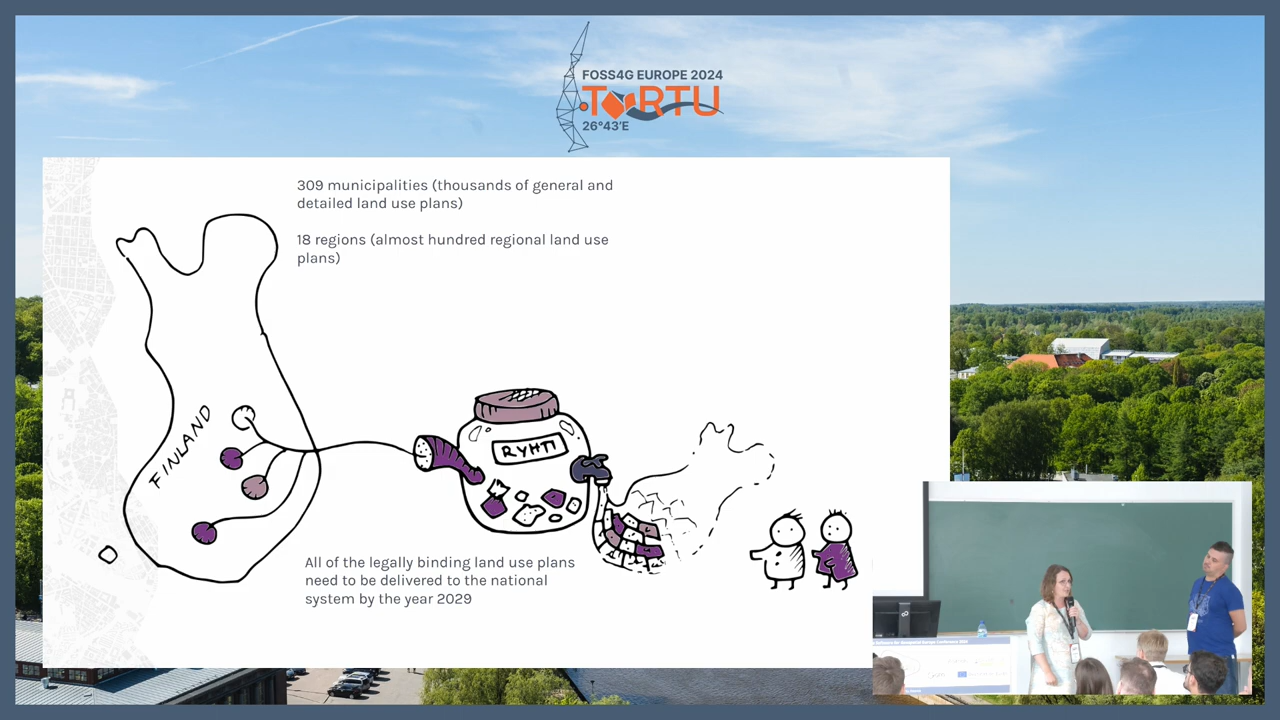 FOSS4G EUROPE 2024
TARTU
26°43'E
309 municipalities (thousands of general and
detailed land use plans)
18 regions (almost hundred regional land use
plans)
FINLAND
RYHTI
All of the legally binding land use plans
need to be delivered to the national
system by the year 2029